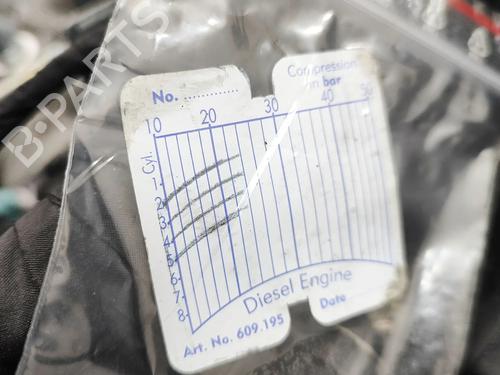 No. ..............
Compression
in bar
10 20 30 40 50
Cyl.
1
2
3
4
5
6
7
8
Diesel Engine
Art. No. 609.195
Date
B-PARTS